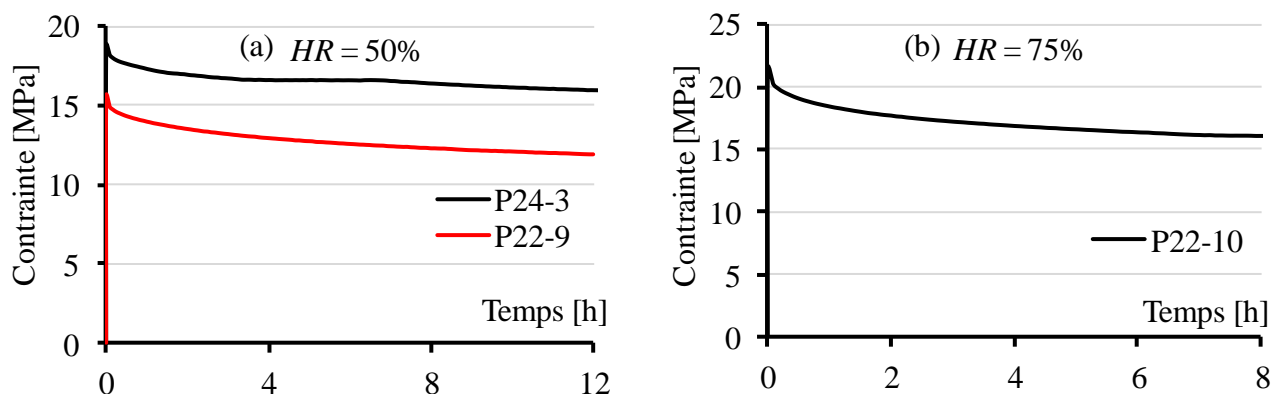 (a) HR = 50%
Contrainte [MPa]
20
15
10
5
0
P24-3
P22-9
Temps [h]
0 4 8 12
(b) HR = 75%
Contrainte [MPa]
25
20
15
10
5
0
P22-10
Temps [h]
0 2 4 6 8